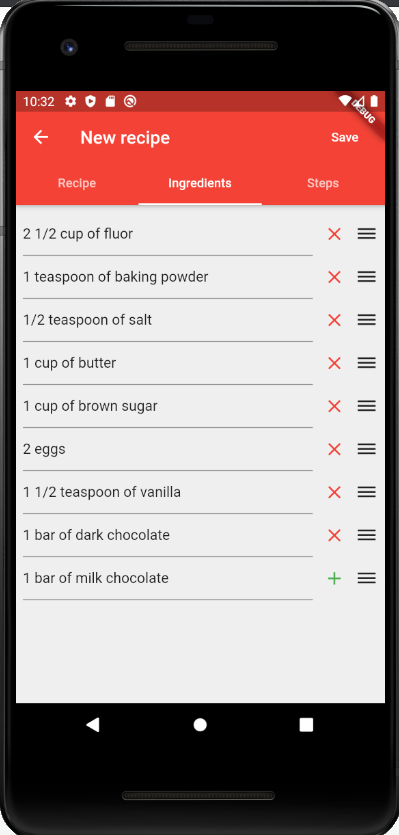 10:32
DEBUG
New recipe
Save
Recipe
Ingredients
Steps
2 1/2 cup of fluor
1 teaspoon of baking powder
1/2 teaspoon of salt
1 cup of butter
1 cup of brown sugar
2 eggs
1 1/2 teaspoon of vanilla
1 bar of dark chocolate
1 bar of milk chocolate